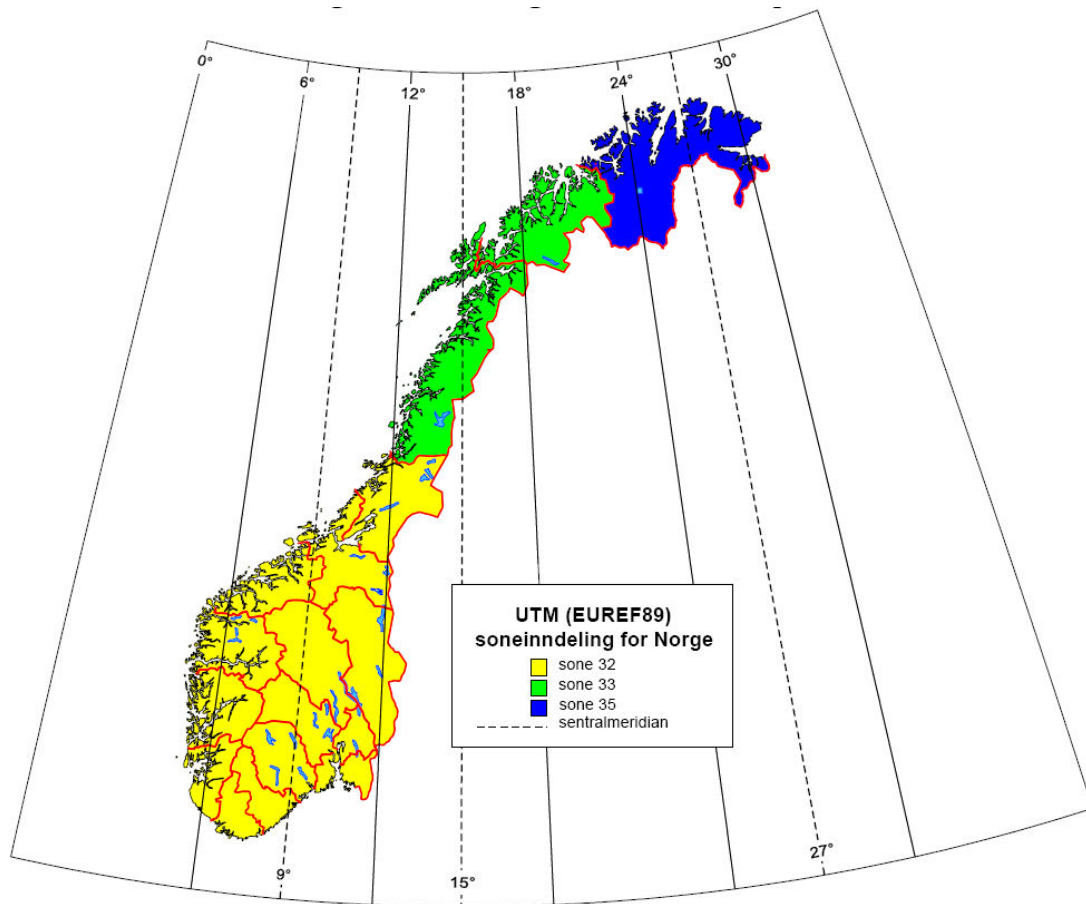 0°
6°
12°
18°
24°
30°
UTM (EUREF89)
soneinndeling for Norge
sone 32
sone 33
sone 35
sentralmeridian
9°
15°
27°